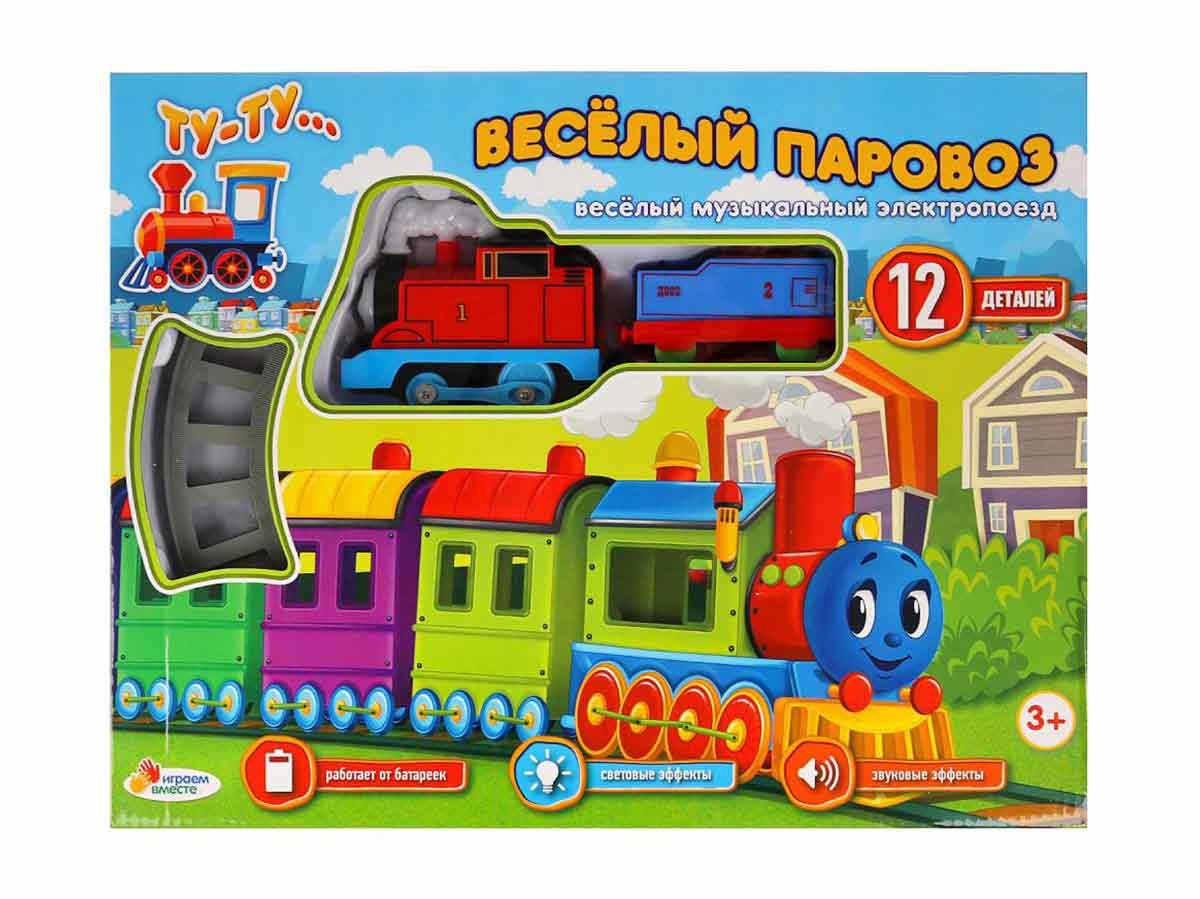 ТУ-ТУ...
ВЕСЁЛЫЙ ПАРОВОЗ
весёлый музыкальный электропоезд
12
ДЕТАЛЕЙ
1
2
3+
играем
вместе
работает от батареек
световые эффекты
звуковые эффекты